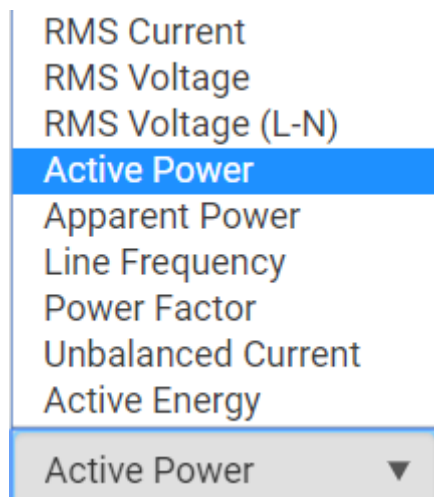 RMS Current
RMS Voltage
RMS Voltage (L-N)
Active Power
Apparent Power
Line Frequency
Power Factor
Unbalanced Current
Active Energy
Active Power